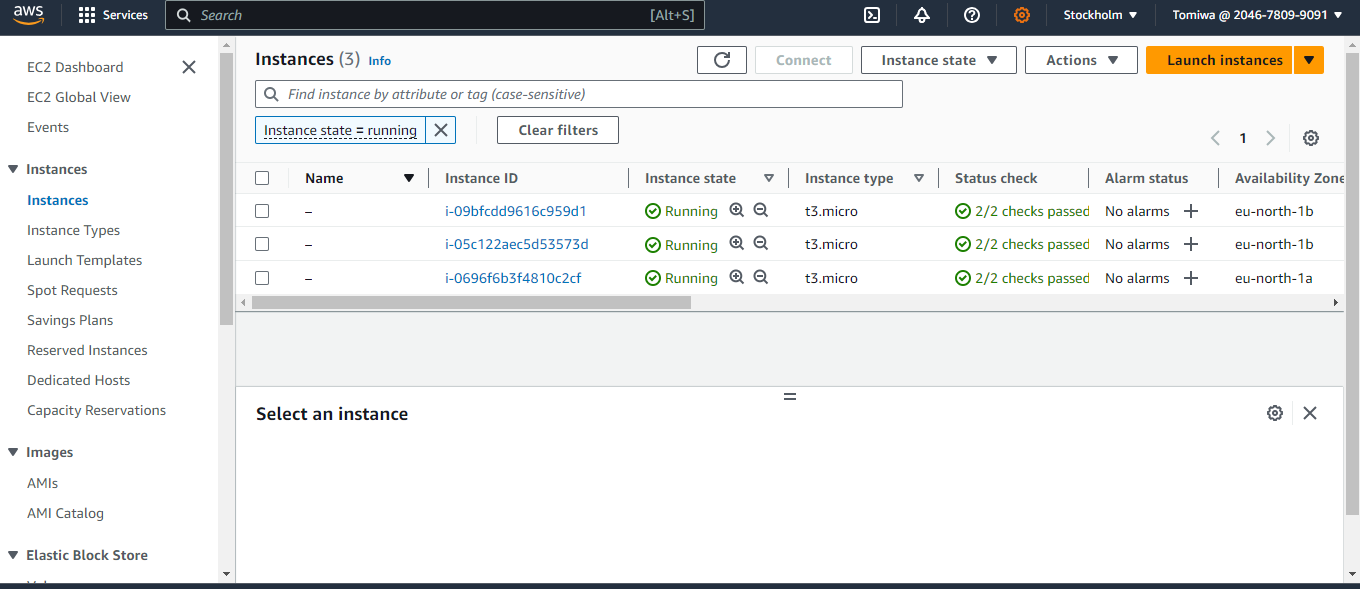 aws
Services
Search
[Alt+S]
Stockholm
Tomiwa @ 2046-7809-9091
EC2 Dashboard
EC2 Global View
Events
Instances
Instances
Instance Types
Launch Templates
Spot Requests
Savings Plans
Reserved Instances
Dedicated Hosts
Capacity Reservations
Images
AMIs
AMI Catalog
Elastic Block Store
Instances (3) Info
Connect
Instance state
Actions
Launch instances
Find instance by attribute or tag (case-sensitive)
Instance state = running
Clear filters
1
Name Instance ID Instance state Instance type Status check Alarm status Availability Zone
– i-09bfcdd9616c959d1 Running t3.micro 2/2 checks passed No alarms eu-north-1b
– i-05c122aec5d53573d Running t3.micro 2/2 checks passed No alarms eu-north-1b
– i-0696f6b3f4810c2cf Running t3.micro 2/2 checks passed No alarms eu-north-1a
Select an instance